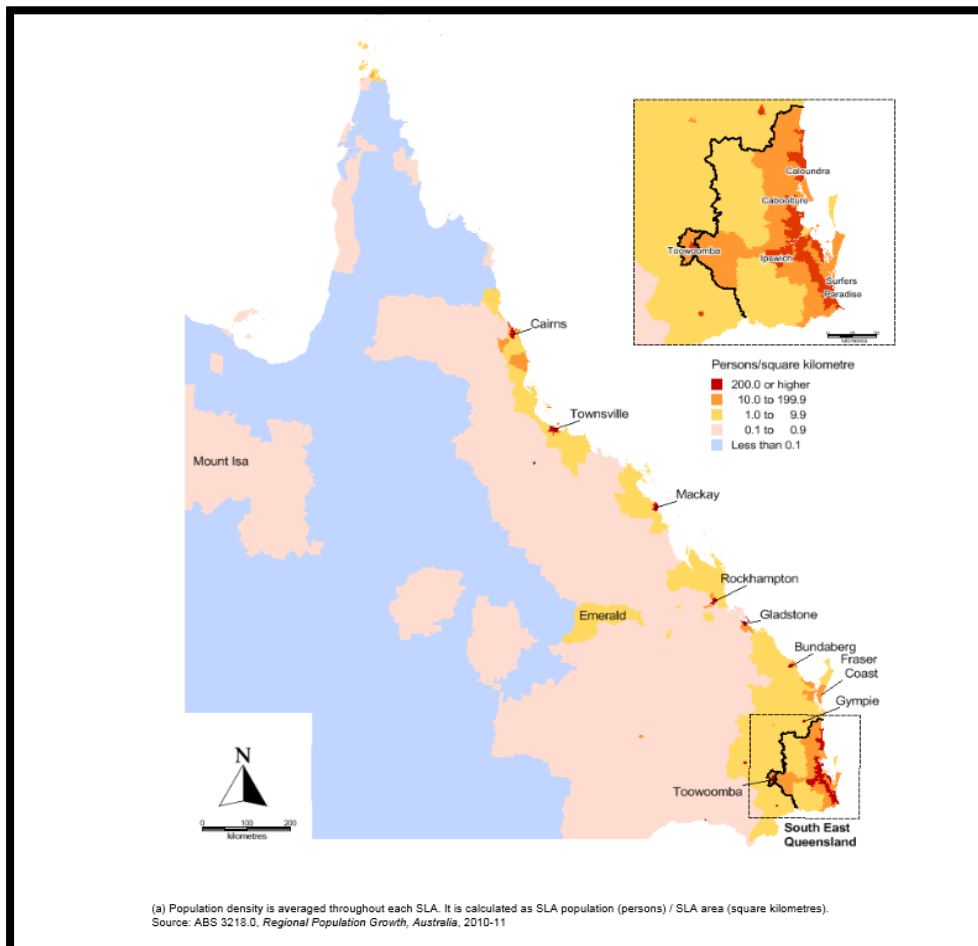 Caloundra
Caboolture
Toowoomba
Ipswich
Surfers
Paradise
kilometres
Persons/square kilometre
200.0 or higher
10.0 to 199.9
1.0 to 9.9
0.1 to 0.9
Less than 0.1
Cairns
Townsville
Mount Isa
Mackay
Rockhampton
Emerald
Gladstone
Bundaberg
Fraser
Coast
Gympie
N
Toowoomba
0 100 200
kilometres
South East
Queensland
(a) Population density is averaged throughout each SLA. It is calculated as SLA population (persons) / SLA area (square kilometres).
Source: ABS 3218.0, Regional Population Growth, Australia, 2010-11